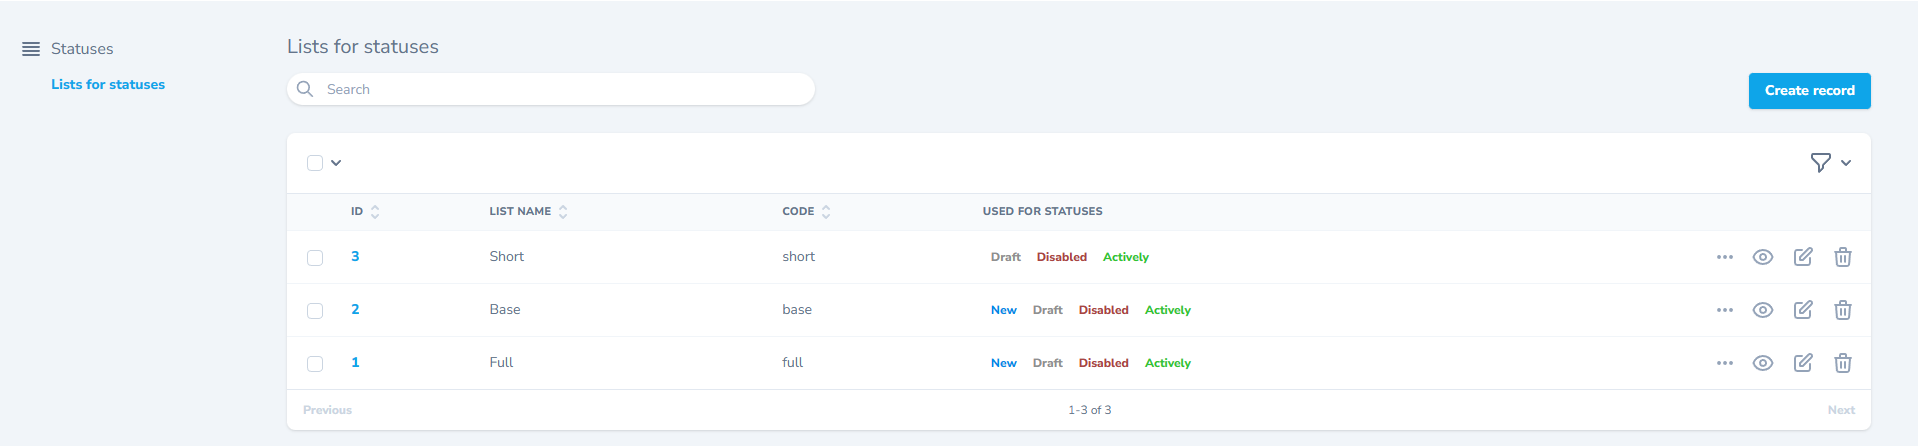 Statuses
Lists for statuses
Lists for statuses
Search
Create record
ID LIST NAME CODE USED FOR STATUSES
3 Short short Draft Disabled Actively
2 Base base New Draft Disabled Actively
1 Full full New Draft Disabled Actively
Previous 1-3 of 3 Next